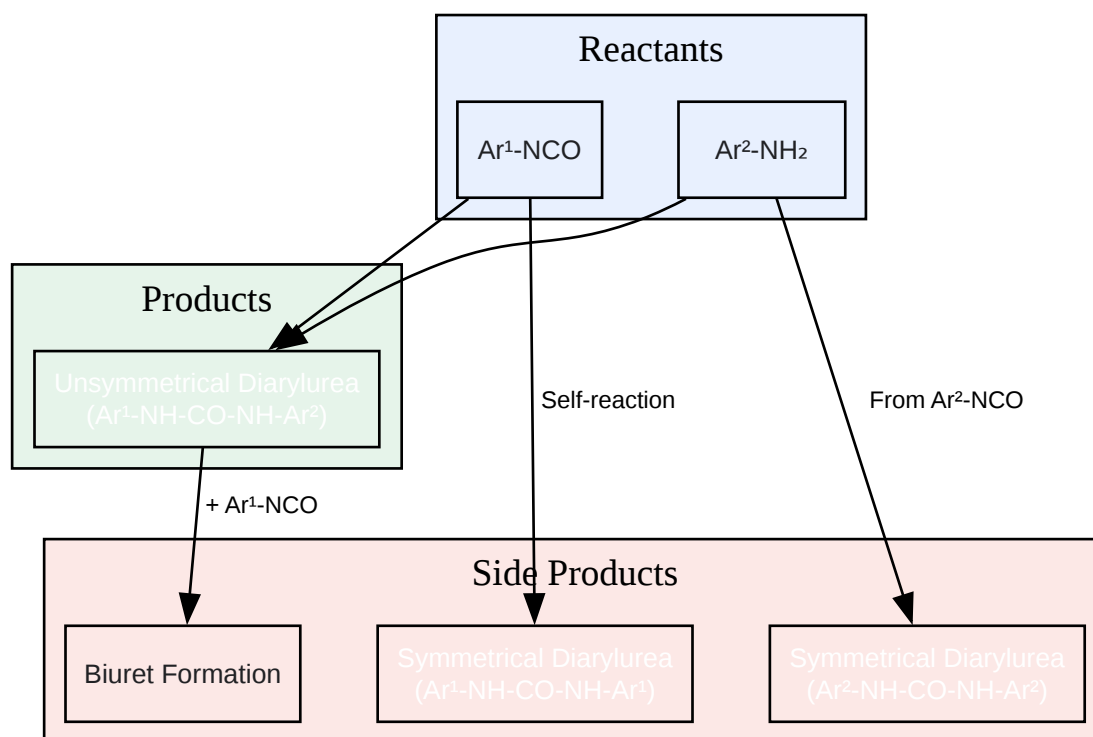 Reactants
Ar¹-NCO
Ar²-NH₂
Products
Unsymmetrical Diarylurea
(Ar¹-NH-CO-NH-Ar²)
Self-reaction
From Ar²-NCO
+ Ar¹-NCO
Side Products
Biuret Formation
Symmetrical Diarylurea
(Ar¹-NH-CO-NH-Ar¹)
Symmetrical Diarylurea
(Ar²-NH-CO-NH-Ar²)